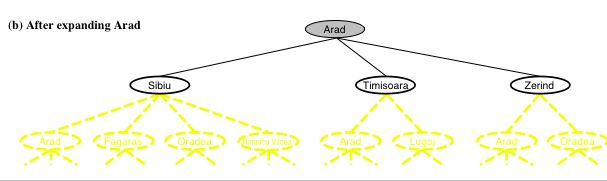 (b) After expanding Arad
Arad
Sibiu Timisoara Zerind
Arad Fagaras Oradea Rimnicu Vilcea Arad Lugoj Arad Oradea